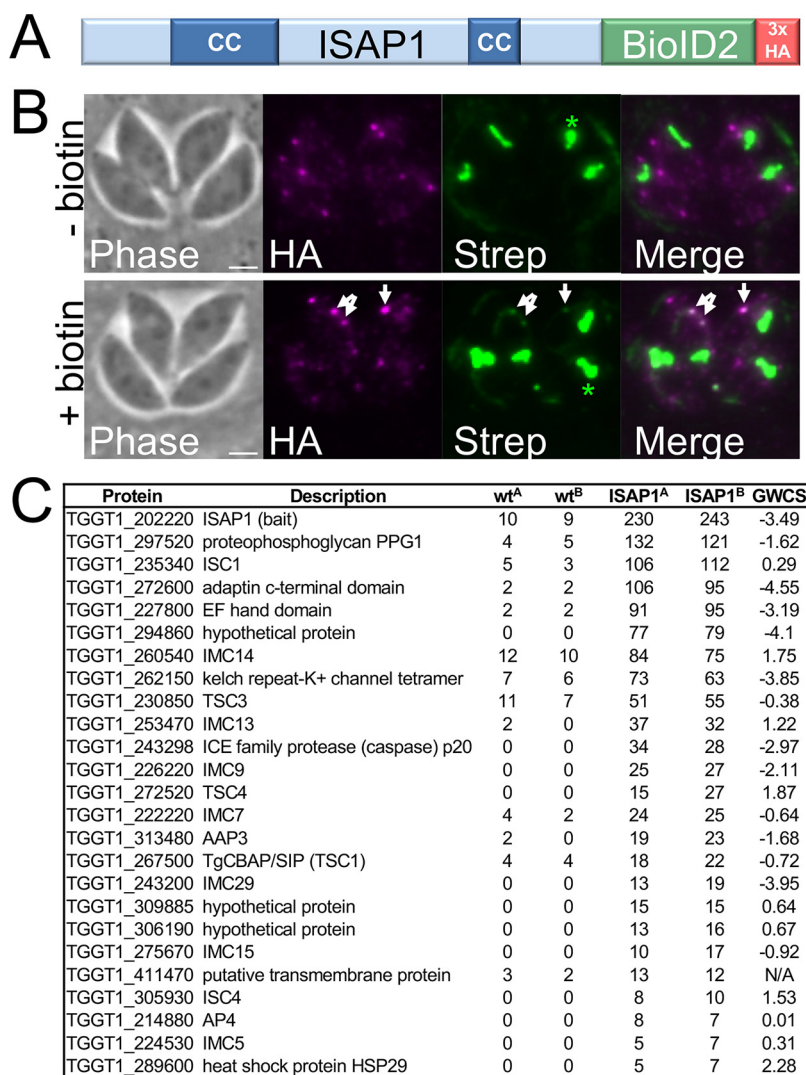 A
CC ISAP1 CC BioID2 3x HA
B
- biotin
Phase HA Strep * Merge
+ biotin
Phase HA Strep * Merge
C
Protein Description wtᴬ wtᴮ ISAP1ᴬ ISAP1ᴮ GWCS
TGGT1_202220 ISAP1 (bait) 10 9 230 243 -3.49
TGGT1_297520 proteophosphoglycan PPG1 4 5 132 121 -1.62
TGGT1_235340 ISC1 5 3 106 112 0.29
TGGT1_272600 adaptin c-terminal domain 2 2 106 95 -4.55
TGGT1_227800 EF hand domain 2 2 91 95 -3.19
TGGT1_294860 hypothetical protein 0 0 77 79 -4.1
TGGT1_260540 IMC14 12 10 84 75 1.75
TGGT1_262150 kelch repeat-K+ channel tetramer 7 6 73 63 -3.85
TGGT1_230850 TSC3 11 7 51 55 -0.38
TGGT1_253470 IMC13 2 0 37 32 1.22
TGGT1_243298 ICE family protease (caspase) p20 0 0 34 28 -2.97
TGGT1_226220 IMC9 0 0 25 27 -2.11
TGGT1_272520 TSC4 0 0 15 27 1.87
TGGT1_222220 IMC7 4 2 24 25 -0.64
TGGT1_313480 AAP3 2 0 19 23 -1.68
TGGT1_267500 TgCBAP/SIP (TSC1) 4 4 18 22 -0.72
TGGT1_243200 IMC29 0 0 13 19 -3.95
TGGT1_309885 hypothetical protein 0 0 15 15 0.64
TGGT1_306190 hypothetical protein 0 0 13 16 0.67
TGGT1_275670 IMC15 0 0 10 17 -0.92
TGGT1_411470 putative transmembrane protein 3 2 13 12 N/A
TGGT1_305930 ISC4 0 0 8 10 1.53
TGGT1_214880 AP4 0 0 8 7 0.01
TGGT1_224530 IMC5 0 0 5 7 0.31
TGGT1_289600 heat shock protein HSP29 0 0 5 7 2.28